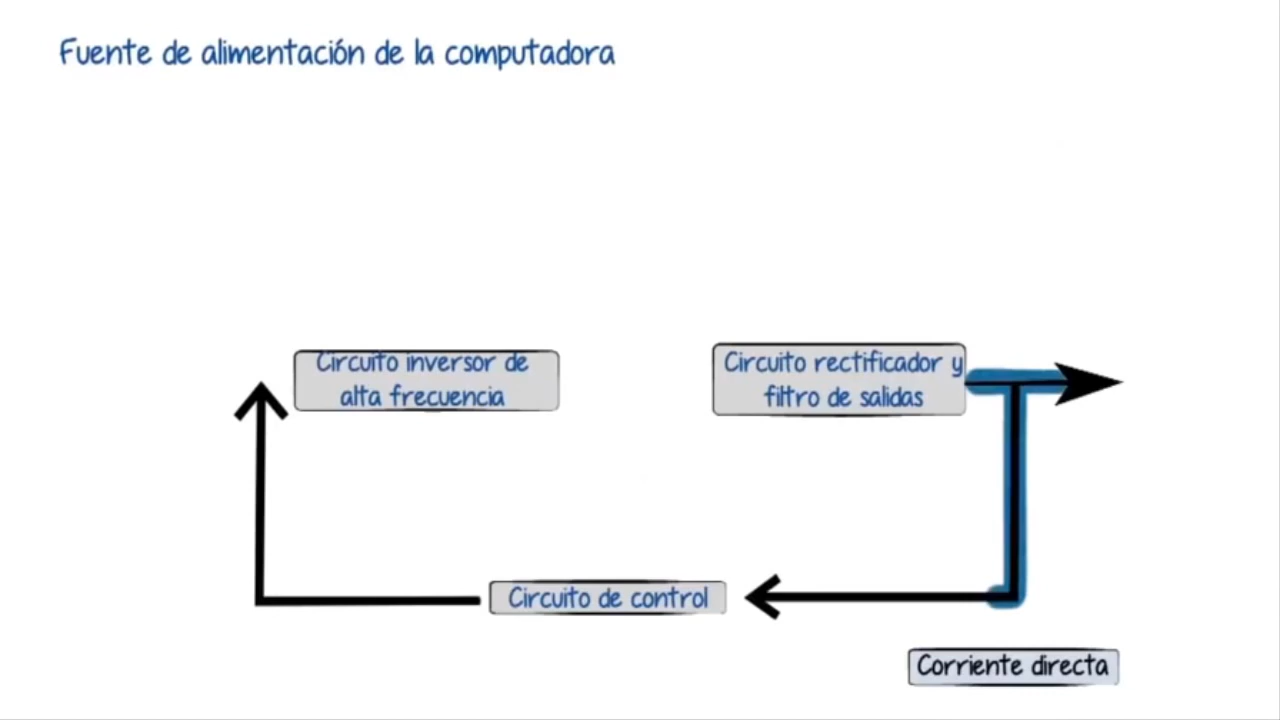 Fuente de alimentación de la computadora
Circuito inversor de
alta frecuencia
Circuito rectificador y
filtro de salidas
Circuito de control
Corriente directa